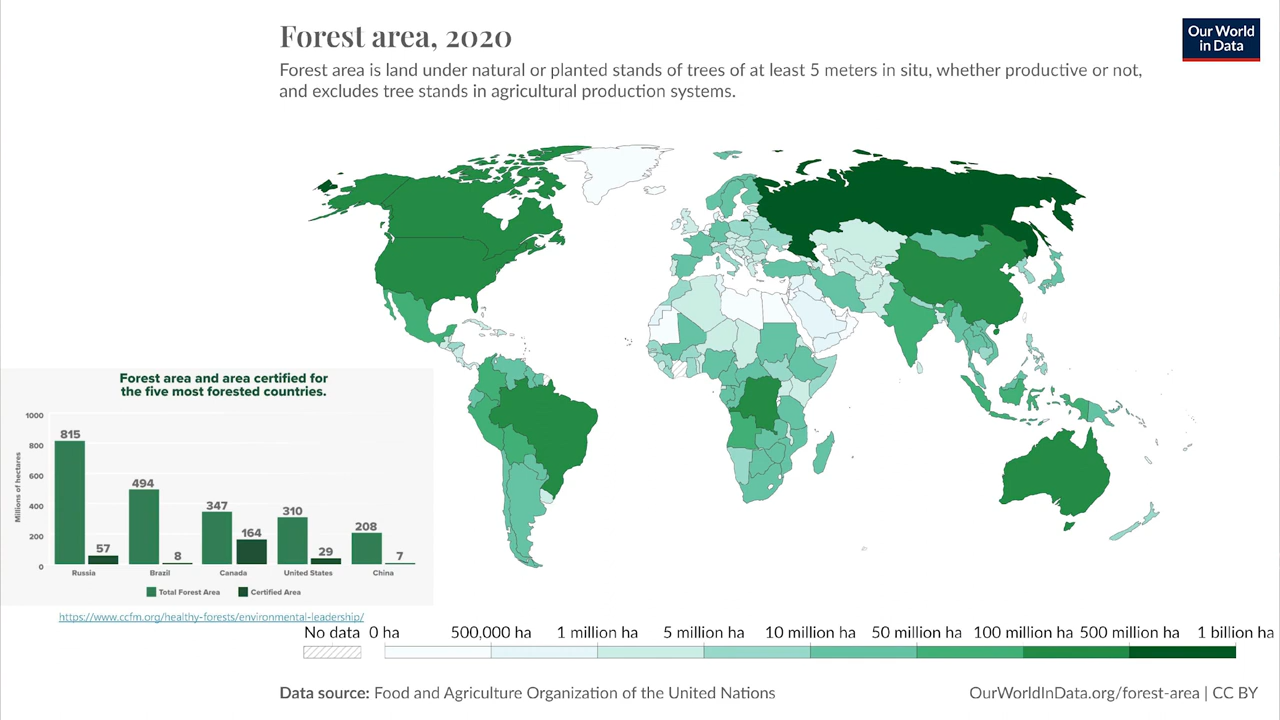 Forest area, 2020
Our World
in Data
Forest area is land under natural or planted stands of trees of at least 5 meters in situ, whether productive or not,
and excludes tree stands in agricultural production systems.
Forest area and area certified for
the five most forested countries.
Millions of hectares
1000
800
600
400
200
0
815
57
494
8
347
164
310
29
208
7
Russia
Brazil
Canada
United States
China
Total Forest Area
Certified Area
https://www.ccfm.org/healthy-forests/environmental-leadership/
No data
0 ha
500,000 ha
1 million ha
5 million ha
10 million ha
50 million ha
100 million ha
500 million ha
1 billion ha
Data source: Food and Agriculture Organization of the United Nations
OurWorldInData.org/forest-area | CC BY